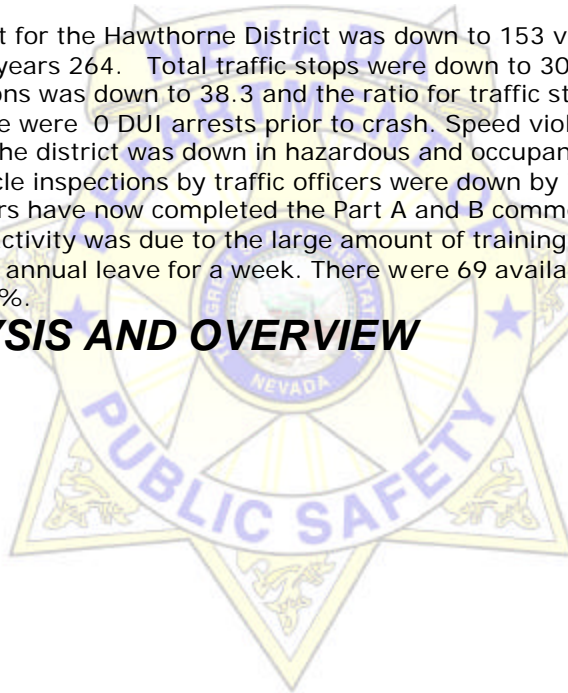 t for the Hawthorne District was down to 153 v
years 264. Total traffic stops were down to 30
ons was down to 38.3 and the ratio for traffic st
e were 0 DUI arrests prior to crash. Speed viol
he district was down in hazardous and occupan
cle inspections by traffic officers were down by
rs have now completed the Part A and B comme
ctivity was due to the large amount of training
annual leave for a week. There were 69 availa
%.
YSIS AND OVERVIEW
NEVADA
DEPARTMENT OF
NEVADA
PUBLIC SAFETY